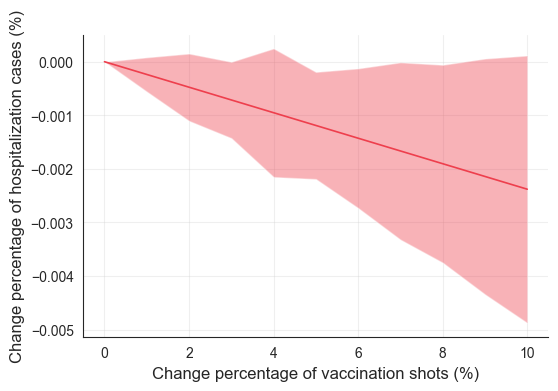 Change percentage of hospitalization cases (%)
0.000
−0.001
−0.002
−0.003
−0.004
−0.005
0 2 4 6 8 10
Change percentage of vaccination shots (%)